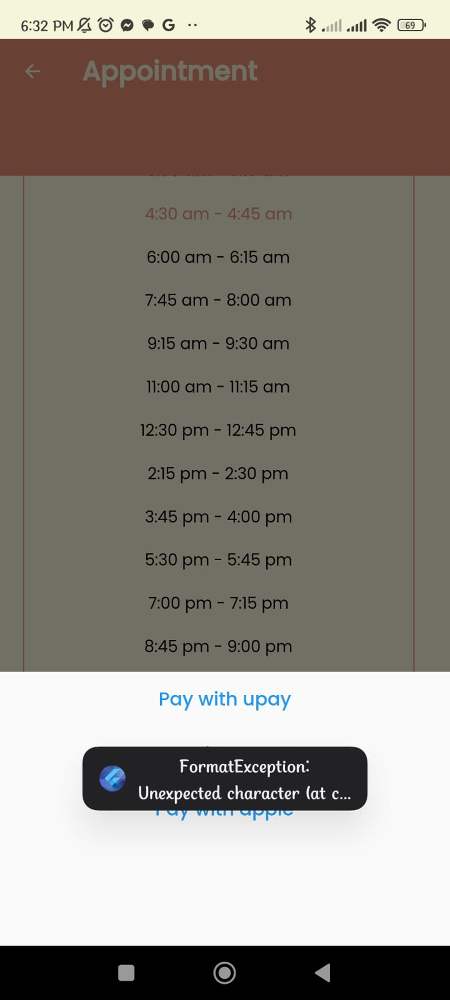 6:32 PM
69
Appointment
4:30 am - 4:45 am
6:00 am - 6:15 am
7:45 am - 8:00 am
9:15 am - 9:30 am
11:00 am - 11:15 am
12:30 pm - 12:45 pm
2:15 pm - 2:30 pm
3:45 pm - 4:00 pm
5:30 pm - 5:45 pm
7:00 pm - 7:15 pm
8:45 pm - 9:00 pm
Pay with upay
FormatException:
Unexpected character (at c...
Pay with apple